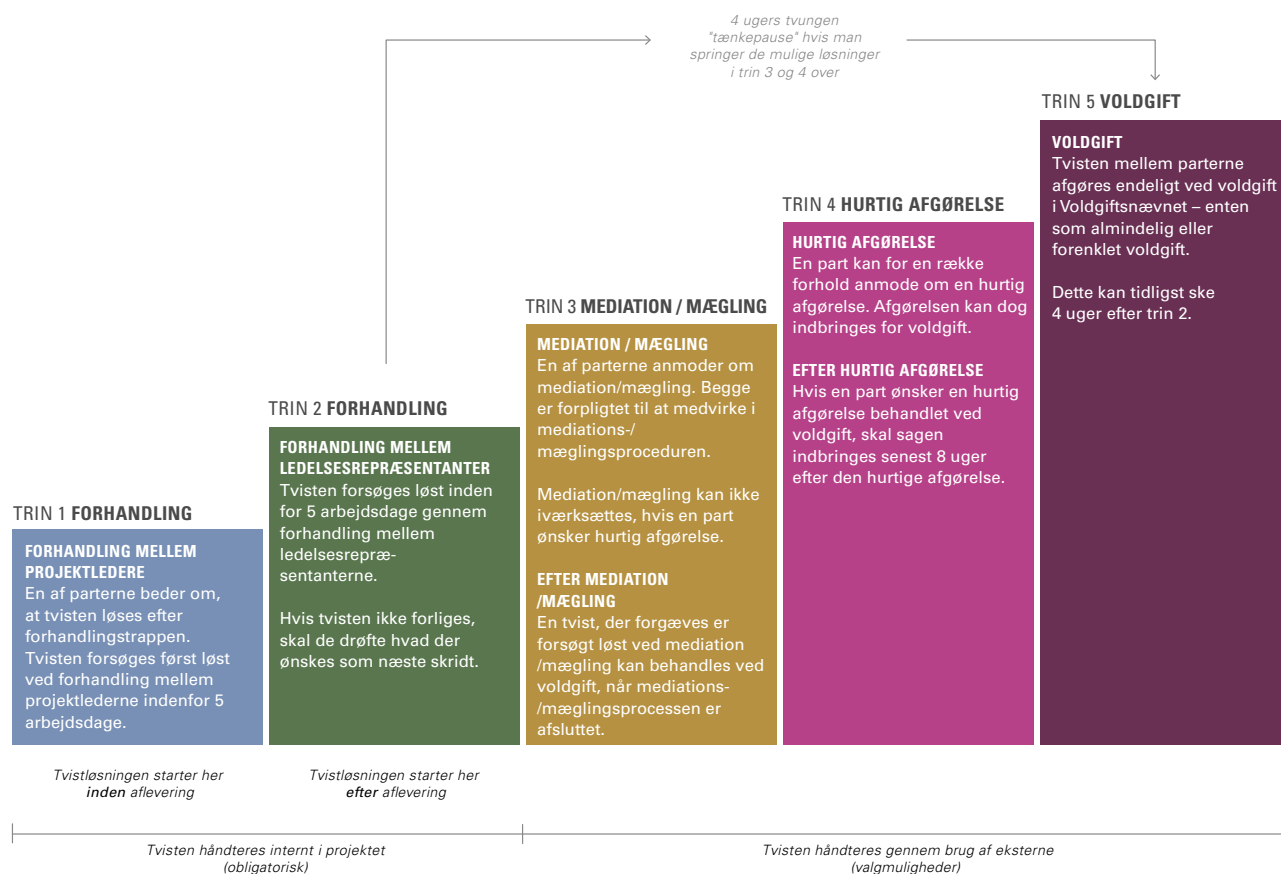 4 ugers tvungen
"tænkepause" hvis man
springer de mulige løsninger
i trin 3 og 4 over
TRIN 1 FORHANDLING
FORHANDLING MELLEM
PROJEKTLEDERE
En af parterne beder om,
at tvisten løses efter
forhandlingstrappen.
Tvisten forsøges først løst
ved forhandling mellem
projektlederne indenfor 5
arbejdsdage.
TRIN 2 FORHANDLING
FORHANDLING MELLEM
LEDELSESREPRÆSENTANTER
Tvisten forsøges løst inden
for 5 arbejdsdage gennem
forhandling mellem
ledelsesrepræ-
sentanterne.
Hvis tvisten ikke forliges,
skal de drøfte hvad der
ønskes som næste skridt.
TRIN 3 MEDIATION / MÆGLING
MEDIATION / MÆGLING
En af parterne anmoder om
mediation/mægling. Begge
er forpligtet til at medvirke i
mediations-/
mæglingsproceduren.
Mediation/mægling kan ikke
iværksættes, hvis en part
ønsker hurtig afgørelse.
EFTER MEDIATION
/MÆGLING
En tvist, der forgæves er
forsøgt løst ved mediation
/mægling kan behandles ved
voldgift, når mediations-
/mæglingsprocessen er
afsluttet.
TRIN 4 HURTIG AFGØRELSE
HURTIG AFGØRELSE
En part kan for en række
forhold anmode om en hurtig
afgørelse. Afgørelsen kan dog
indbringes for voldgift.
EFTER HURTIG AFGØRELSE
Hvis en part ønsker en hurtig
afgørelse behandlet ved
voldgift, skal sagen
indbringes senest 8 uger
efter den hurtige afgørelse.
TRIN 5 VOLDGIFT
VOLDGIFT
Tvisten mellem parterne
afgøres endeligt ved voldgift
i Voldgiftsnævnet – enten
som almindelig eller
forenklet voldgift.
Dette kan tidligst ske
4 uger efter trin 2.
Tvistløsningen starter her
inden aflevering
Tvistløsningen starter her
efter aflevering
Tvisten håndteres internt i projektet
(obligatorisk)
Tvisten håndteres gennem brug af eksterne
(valgmuligheder)